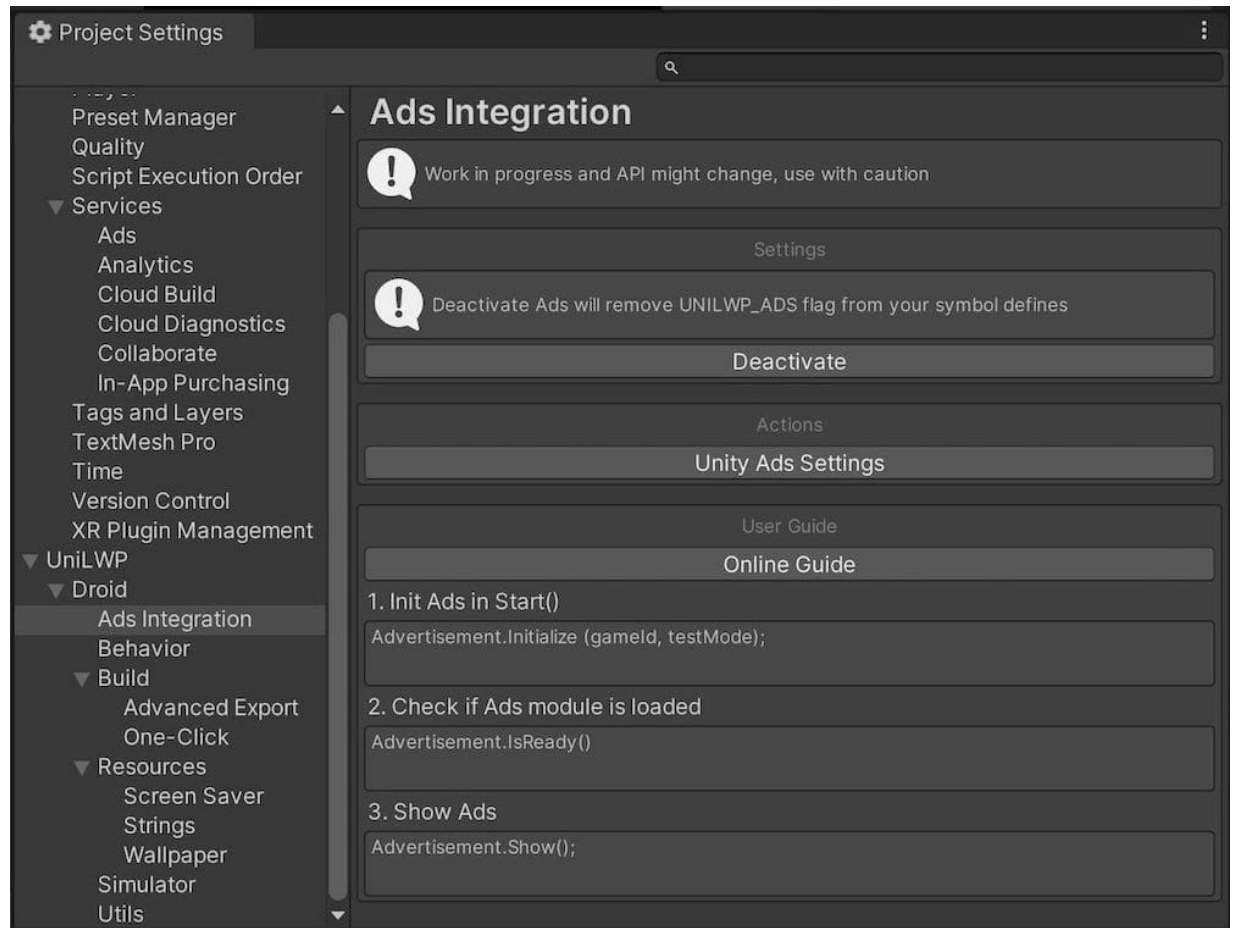 Project Settings
Preset Manager
Quality
Script Execution Order
Services
Ads
Analytics
Cloud Build
Cloud Diagnostics
Collaborate
In-App Purchasing
Tags and Layers
TextMesh Pro
Time
Version Control
XR Plugin Management
UniLWP
Droid
Ads Integration
Behavior
Build
Advanced Export
One-Click
Resources
Screen Saver
Strings
Wallpaper
Simulator
Utils
Ads Integration
Work in progress and API might change, use with caution
Settings
Deactivate Ads will remove UNILWP_ADS flag from your symbol defines
Deactivate
Actions
Unity Ads Settings
User Guide
Online Guide
1. Init Ads in Start()
Advertisement.Initialize (gameId, testMode);
2. Check if Ads module is loaded
Advertisement.IsReady()
3. Show Ads
Advertisement.Show();